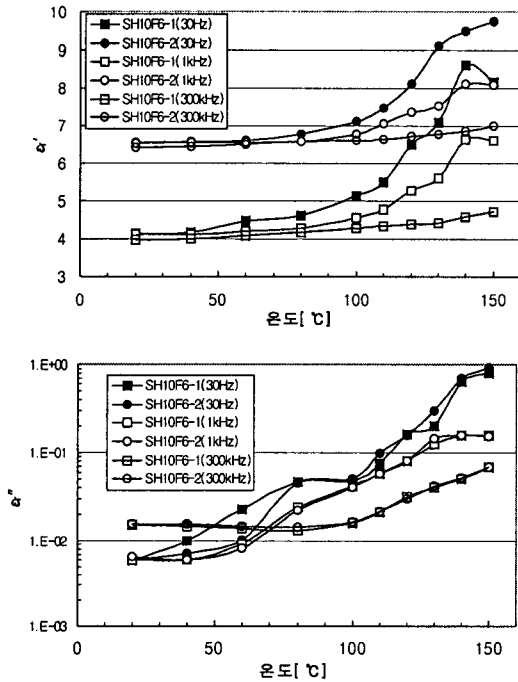 10
9
8
7
6
5
4
3
εr'
SH10F6-1(30Hz)
SH10F6-2(30Hz)
SH10F6-1(1kHz)
SH10F6-2(1kHz)
SH10F6-1(300kHz)
SH10F6-2(300kHz)
0 50 100 150
온도[℃]
1.E+00
1.E-01
1.E-02
1.E-03
εr"
SH10F6-1(30Hz)
SH10F6-2(30Hz)
SH10F6-1(1kHz)
SH10F6-2(1kHz)
SH10F6-1(300kHz)
SH10F6-2(300kHz)
0 50 100 150
온도[℃]